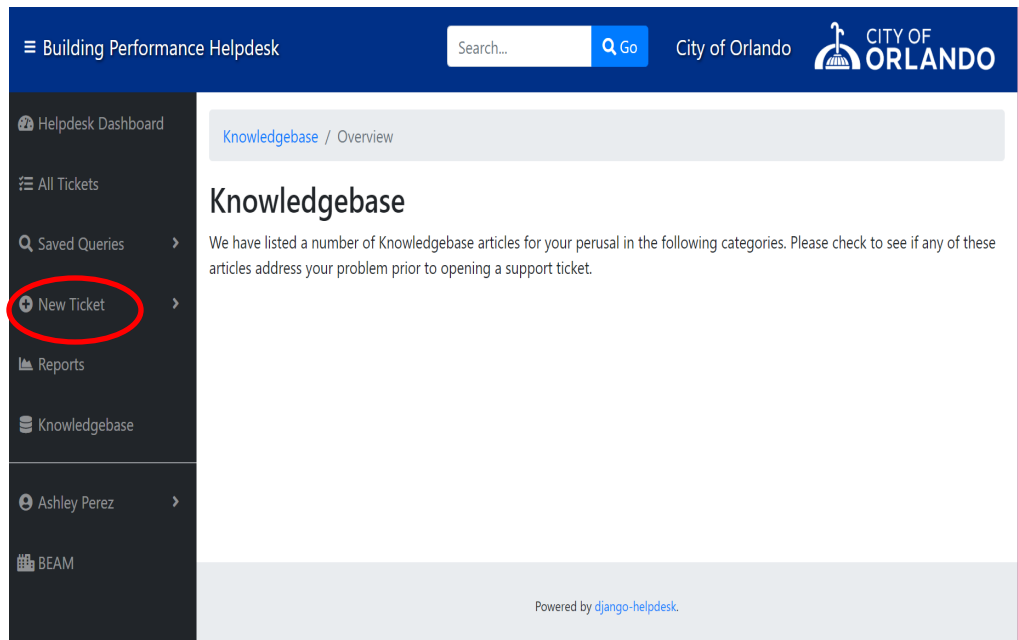 Building Performance Helpdesk
Search...
Go
City of Orlando
CITY OF
ORLANDO
Helpdesk Dashboard
All Tickets
Saved Queries
New Ticket
Reports
Knowledgebase
Ashley Perez
BEAM
Knowledgebase / Overview
Knowledgebase
We have listed a number of Knowledgebase articles for your perusal in the following categories. Please check to see if any of these
articles address your problem prior to opening a support ticket.
Powered by django-helpdesk.